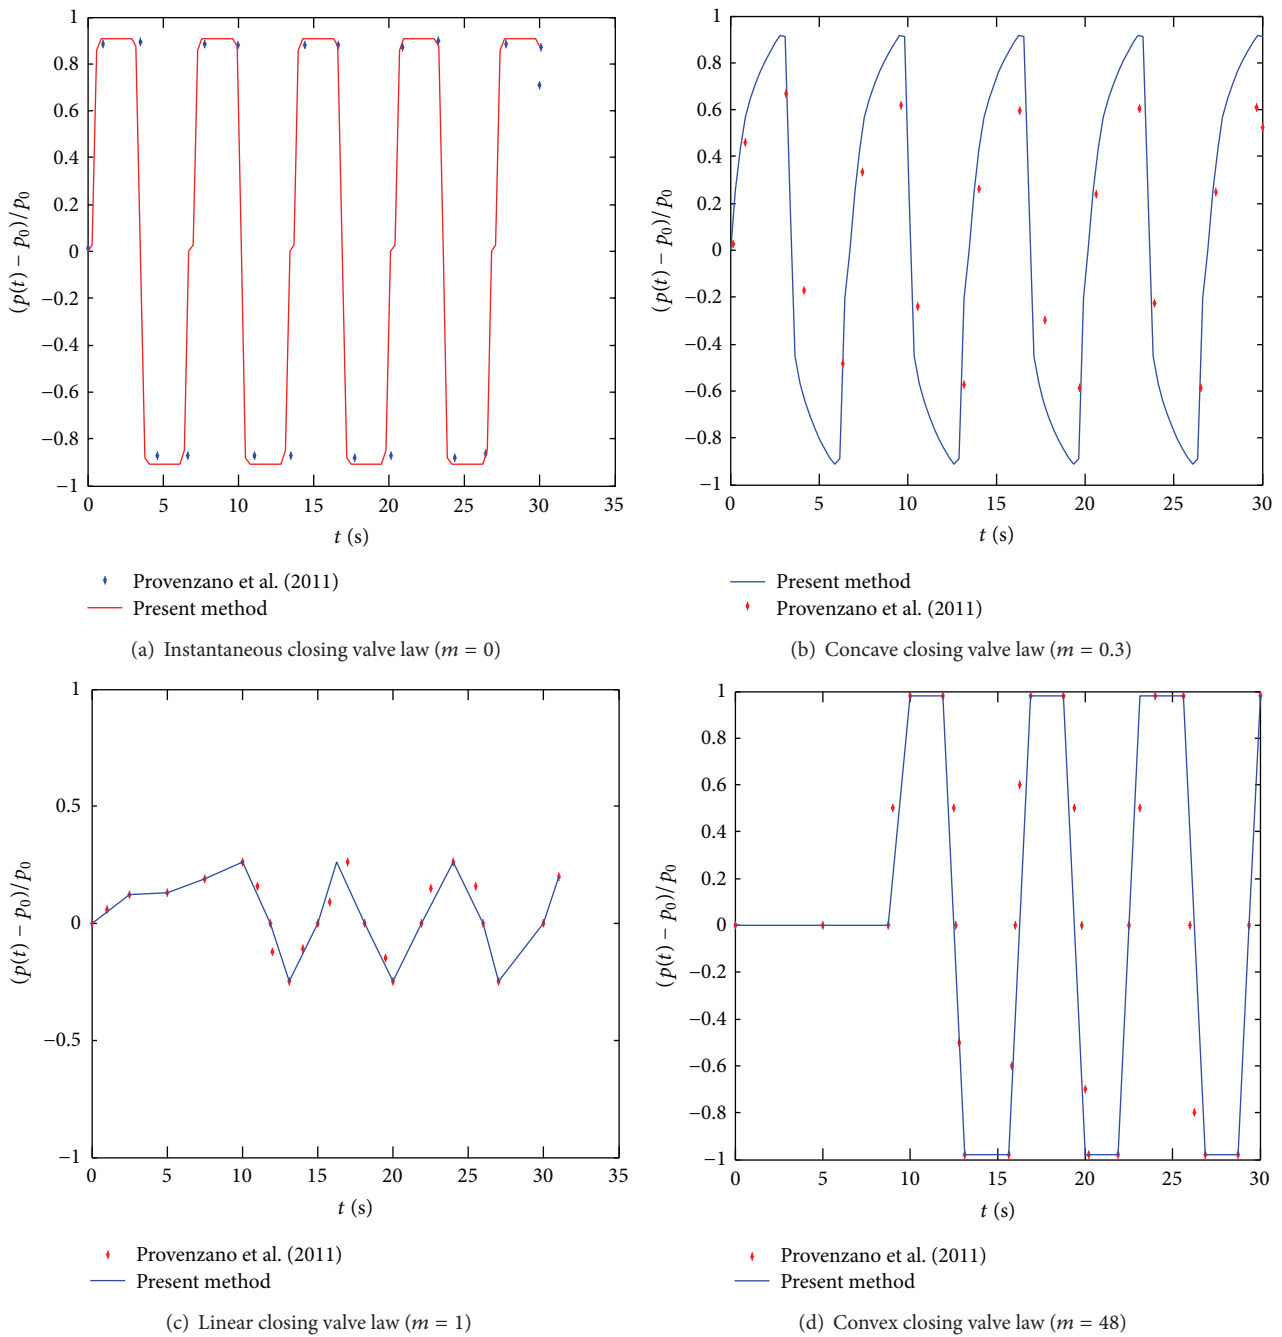 1
0.8
0.6
0.4
0.2
0
−0.2
−0.4
−0.6
−0.8
−1
(p(t) − p₀)/p₀
0 5 10 15 20 25 30 35
t (s)
Provenzano et al. (2011)
Present method
(a) Instantaneous closing valve law (m = 0)
1
0.8
0.6
0.4
0.2
0
−0.2
−0.4
−0.6
−0.8
−1
(p(t) − p₀)/p₀
0 5 10 15 20 25 30
t (s)
Present method
Provenzano et al. (2011)
(b) Concave closing valve law (m = 0.3)
1
0.5
0
−0.5
−1
(p(t) − p₀)/p₀
0 5 10 15 20 25 30 35
t (s)
Provenzano et al. (2011)
Present method
(c) Linear closing valve law (m = 1)
1
0.8
0.6
0.4
0.2
0
−0.2
−0.4
−0.6
−0.8
−1
(p(t) − p₀)/p₀
0 5 10 15 20 25 30
t (s)
Provenzano et al. (2011)
Present method
(d) Convex closing valve law (m = 48)